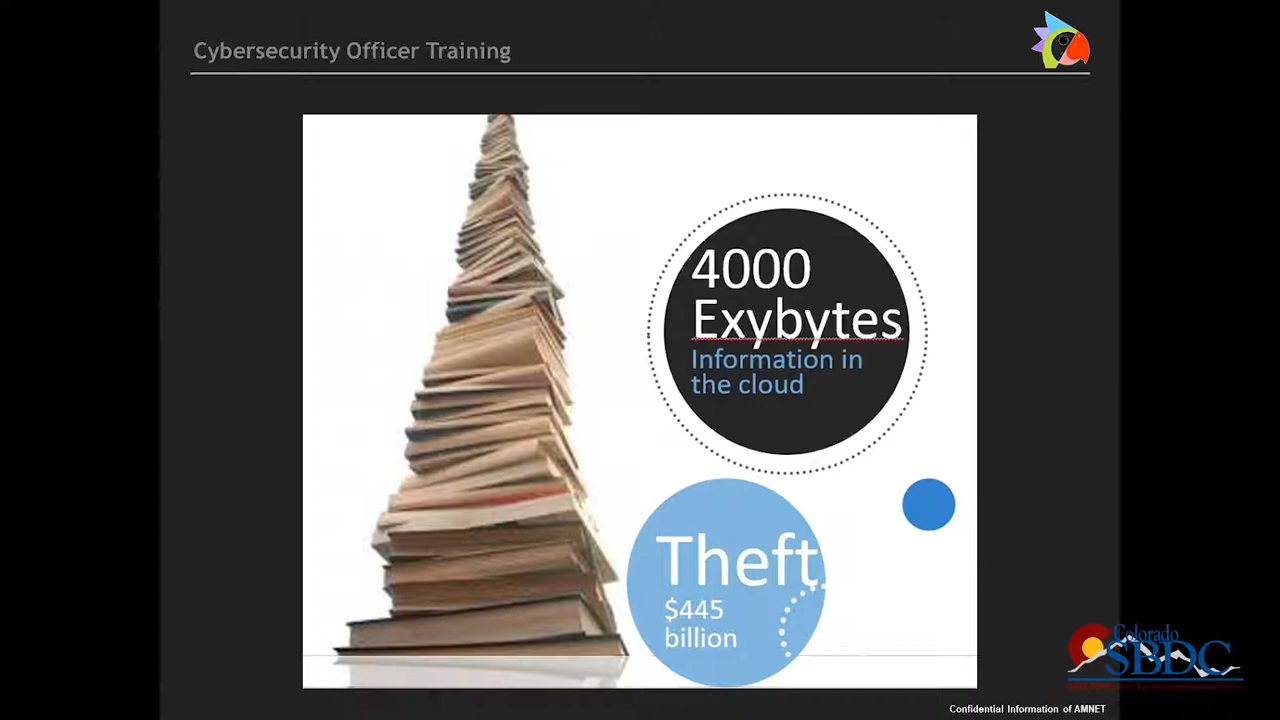 Cybersecurity Officer Training
4000
Exybytes
Information in
the cloud
Theft
$445
billion
Colorado
SBDC
Confidential Information of AMNET